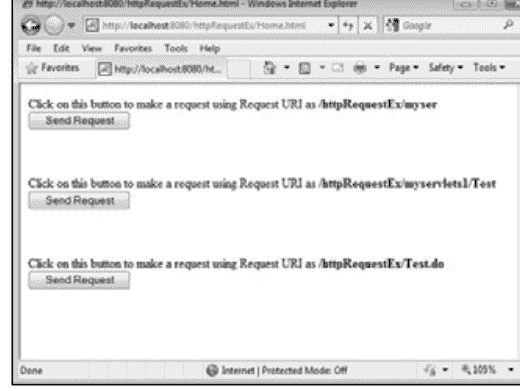 http://localhost:8080/httpRequestEx/Home.html - Windows Internet Explorer
http://localhost:8080/httpRequestEx/Home.html
Google
File Edit View Favorites Tools Help
Favorites http://localhost:8080/ht... Page Safety Tools
Click on this button to make a request using Request URI as /httpRequestEx/myser
Send Request
Click on this button to make a request using Request URI as /httpRequestEx/myservlets1/Test
Send Request
Click on this button to make a request using Request URI as /httpRequestEx/Test.do
Send Request
Done Internet | Protected Mode: Off 105%